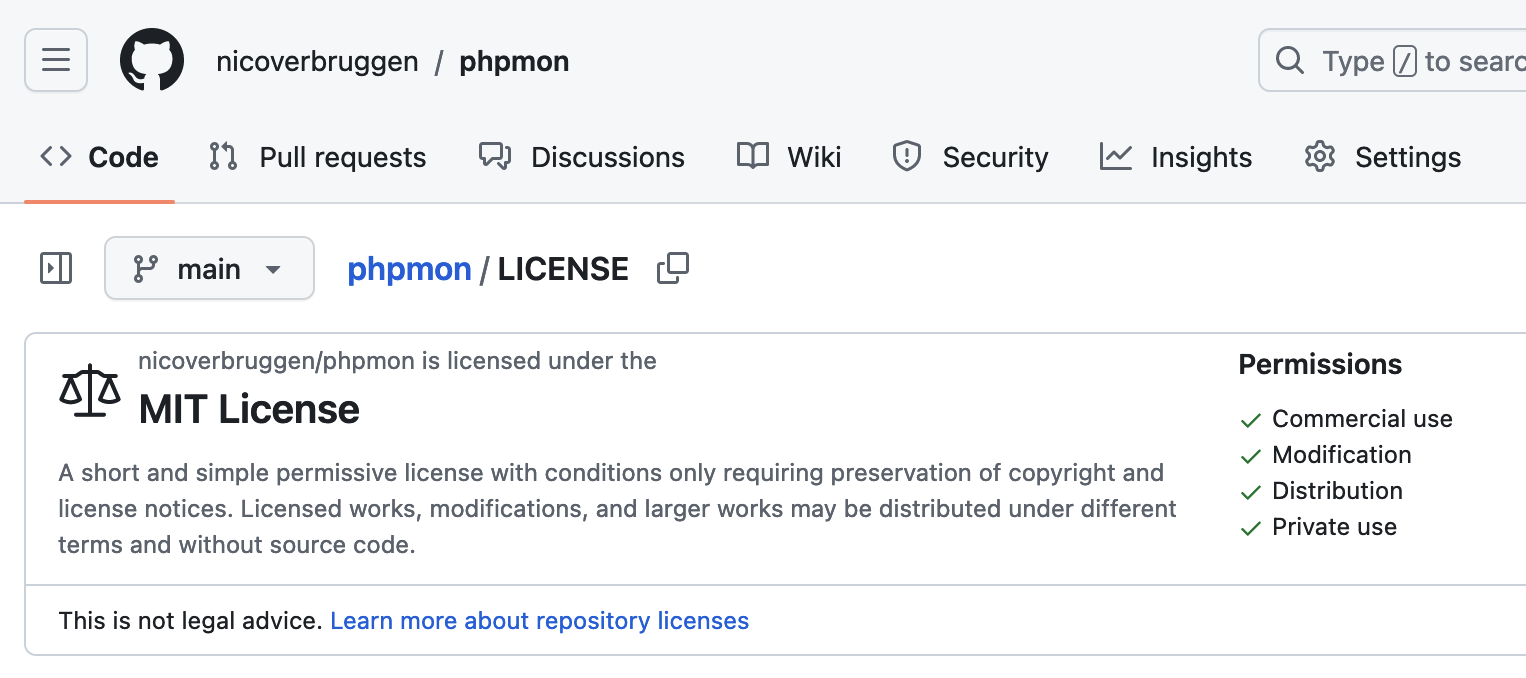 nicoverbruggen / phpmon
Type / to searc
Code Pull requests Discussions Wiki Security Insights Settings
main phpmon / LICENSE
nicoverbruggen/phpmon is licensed under the
MIT License
A short and simple permissive license with conditions only requiring preservation of copyright and
license notices. Licensed works, modifications, and larger works may be distributed under different
terms and without source code.
Permissions
Commercial use
Modification
Distribution
Private use
This is not legal advice. Learn more about repository licenses